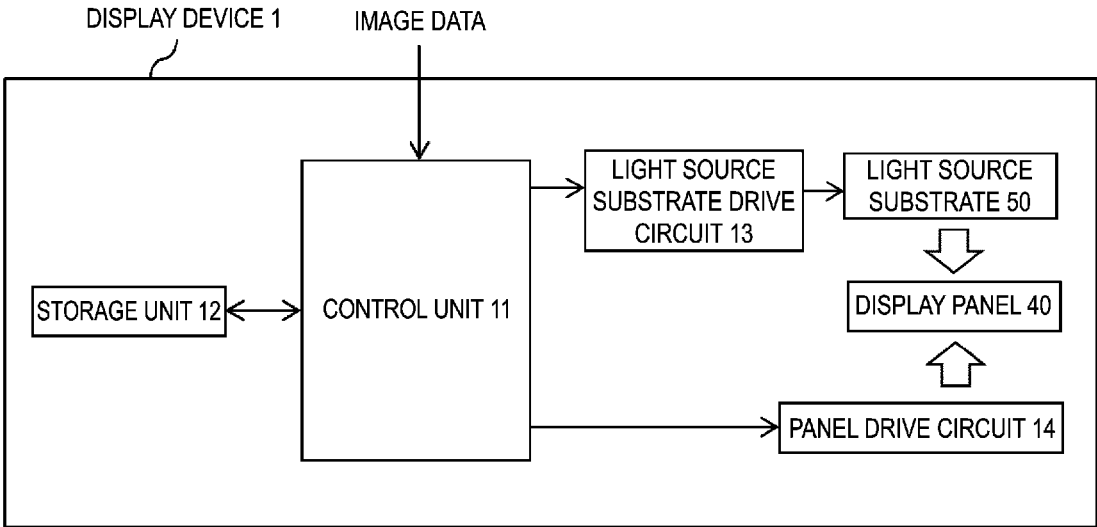 DISPLAY DEVICE 1
IMAGE DATA
LIGHT SOURCE
SUBSTRATE DRIVE
CIRCUIT 13
LIGHT SOURCE
SUBSTRATE 50
STORAGE UNIT 12
CONTROL UNIT 11
DISPLAY PANEL 40
PANEL DRIVE CIRCUIT 14